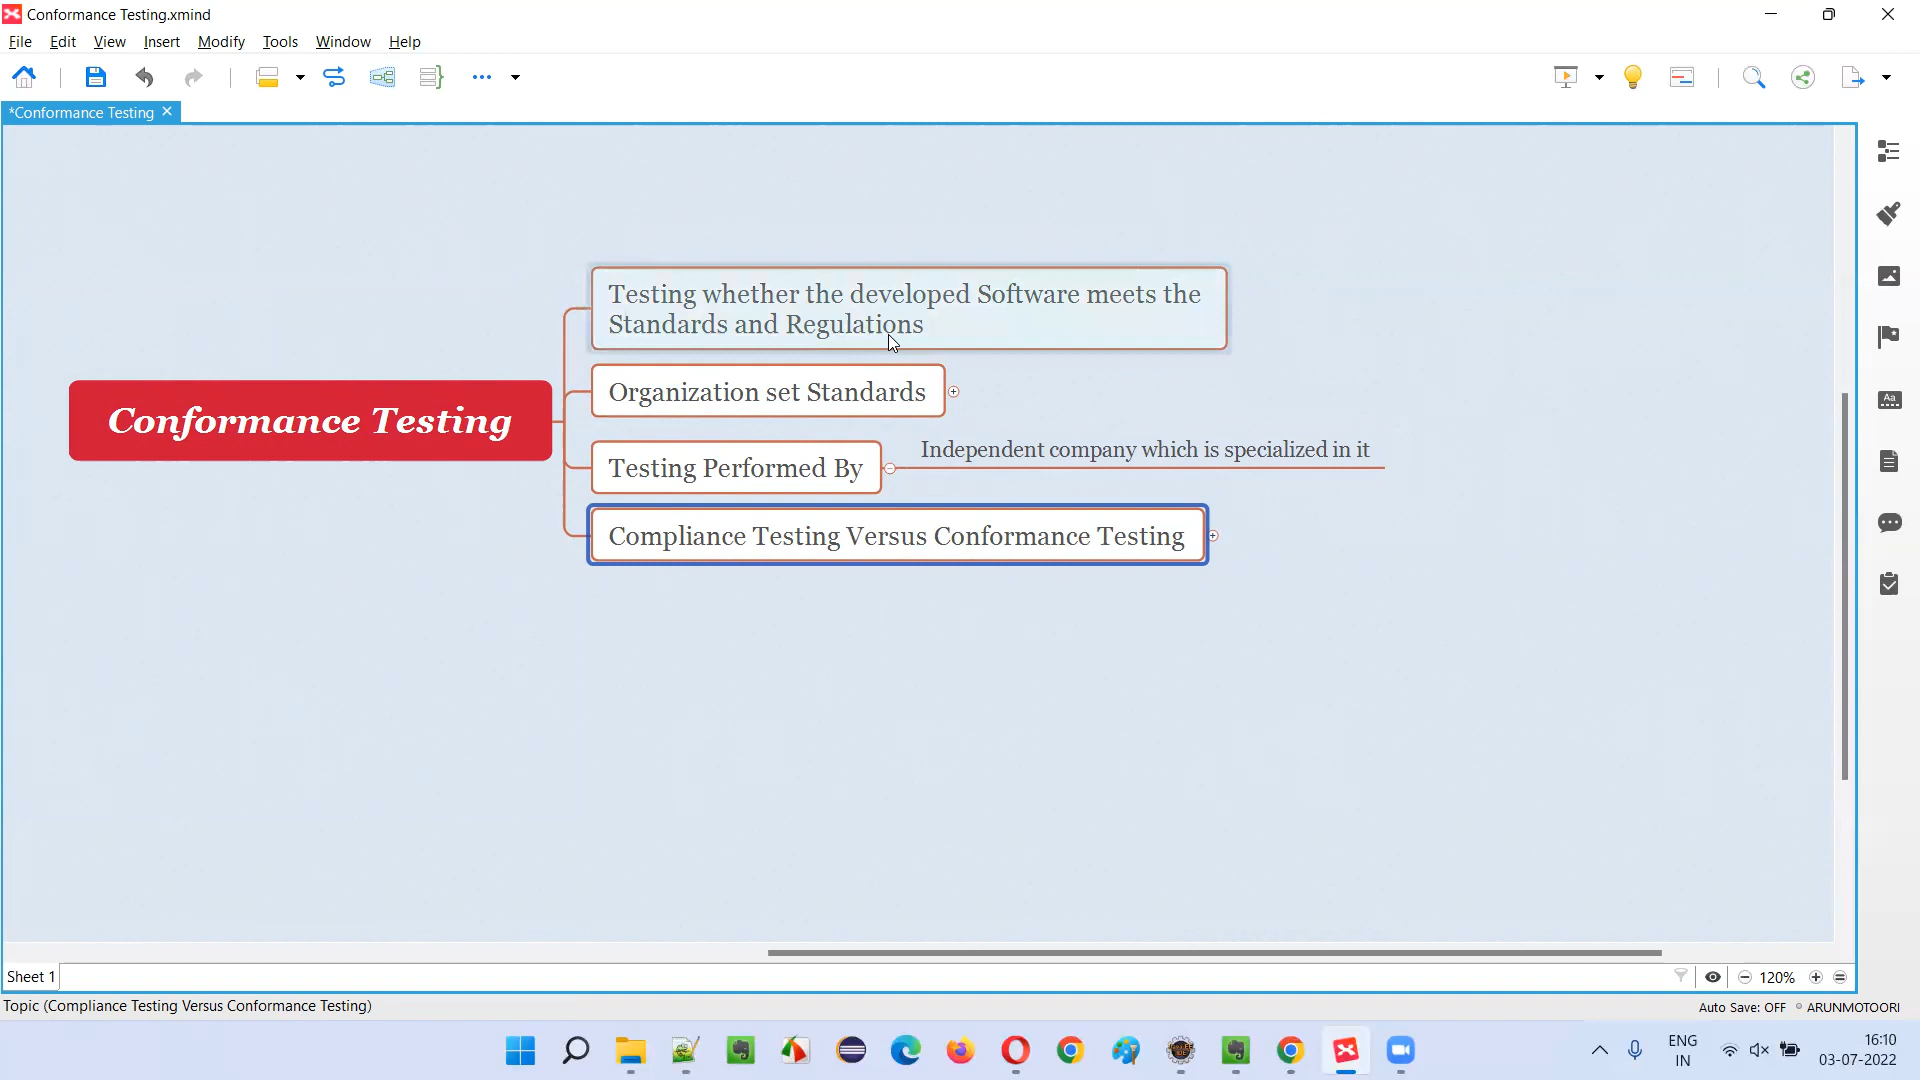 Conformance Testing.xmind
File Edit View Insert Modify Tools Window Help
*Conformance Testing
Testing whether the developed Software meets the
Standards and Regulations
Organization set Standards
Conformance Testing
Independent company which is specialized in it
Testing Performed By
Compliance Testing Versus Conformance Testing
Aa
Sheet 1
120%
Topic (Compliance Testing Versus Conformance Testing)
Auto Save: OFF ARUNMOTOORI
ENG
IN
16:10
03-07-2022